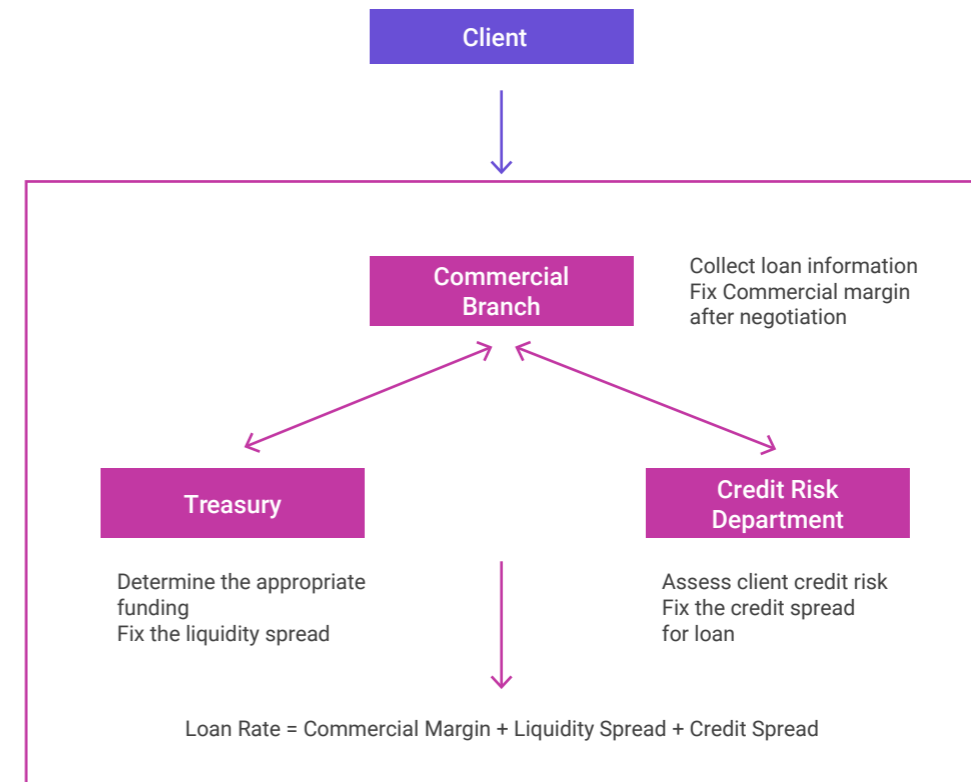 Client
Commercial
Branch
Collect loan information
Fix Commercial margin
after negotiation
Treasury
Credit Risk
Department
Determine the appropriate
funding
Fix the liquidity spread
Assess client credit risk
Fix the credit spread
for loan
Loan Rate = Commercial Margin + Liquidity Spread + Credit Spread